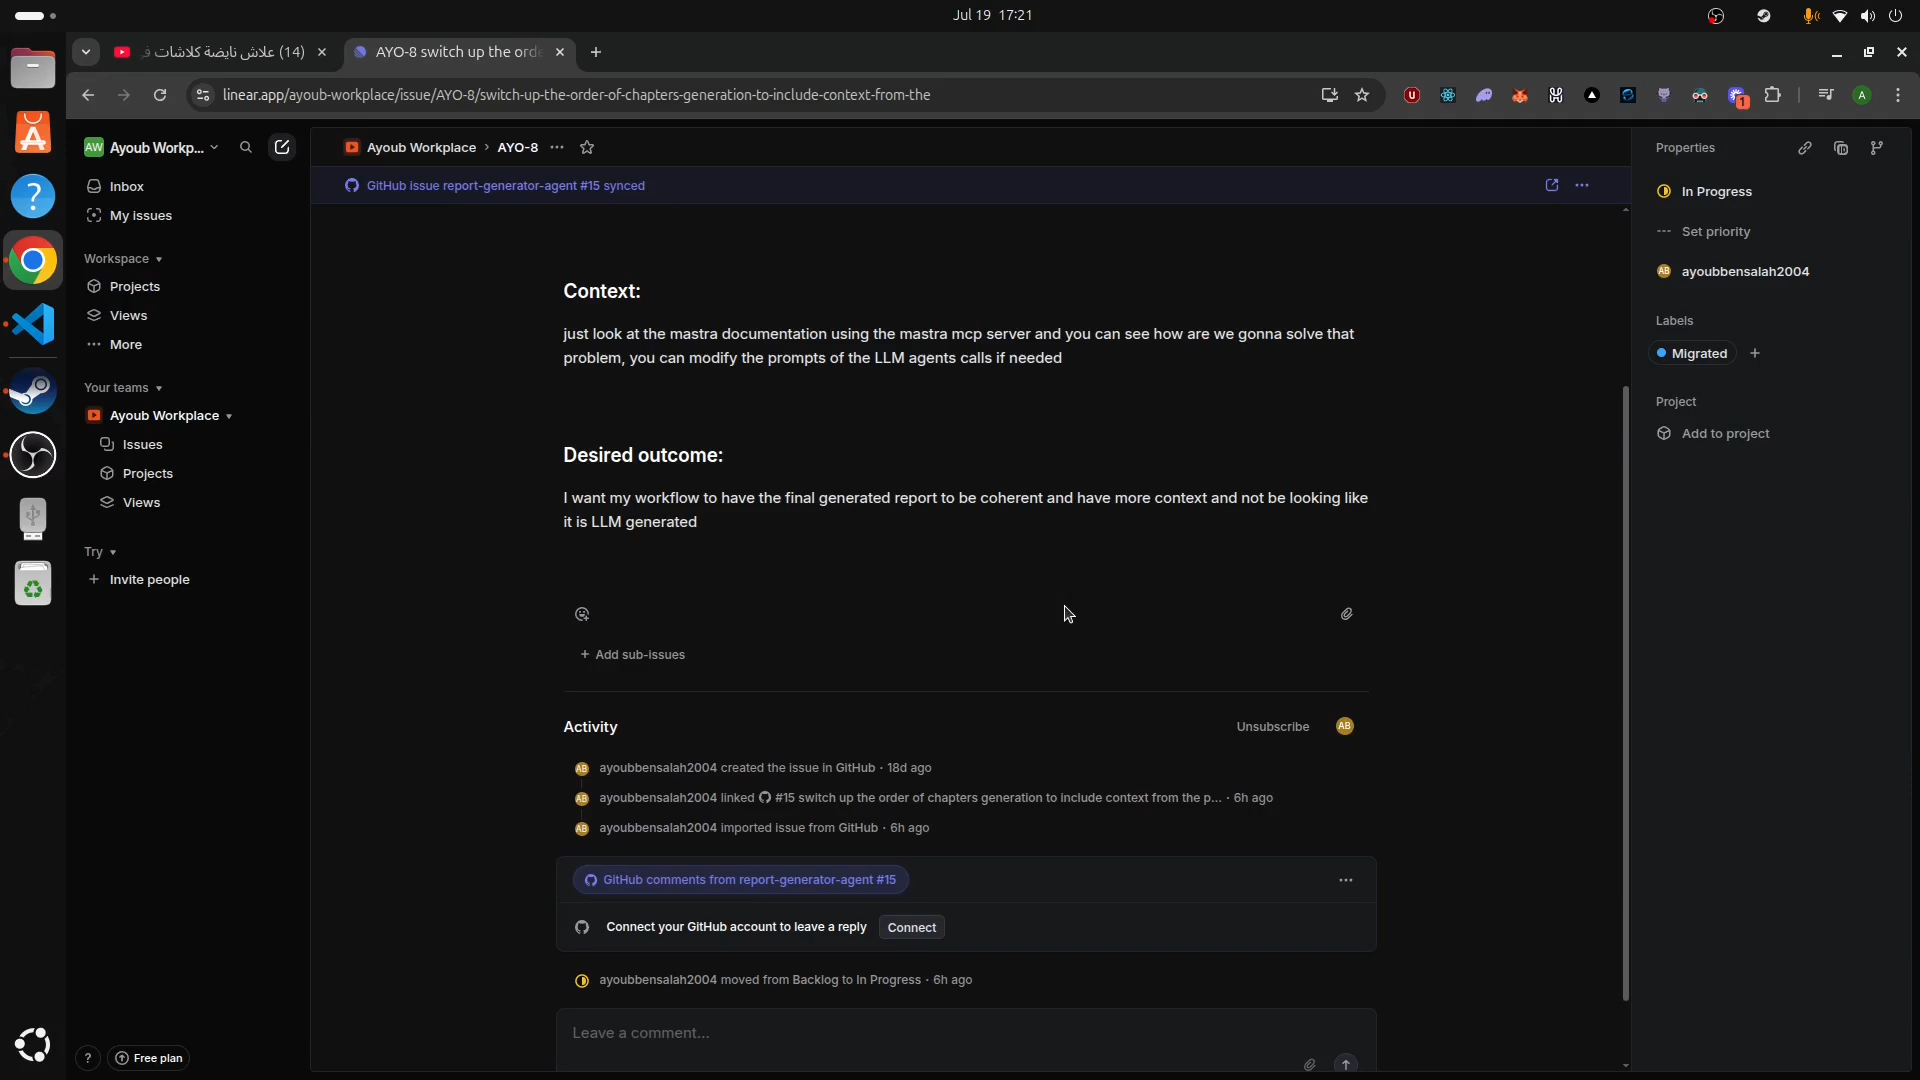 Jul 19 17:21
(14) علاش نايضة كلاشات ف
AYO-8 switch up the orde
linear.app/ayoub-workplace/issue/AYO-8/switch-up-the-order-of-chapters-generation-to-include-context-from-the
1
A
AW Ayoub Workp...
Inbox
My issues
Workspace
Projects
Views
More
Your teams
Ayoub Workplace
Issues
Projects
Views
Try
Invite people
? Free plan
Ayoub Workplace › AYO-8
GitHub issue report-generator-agent #15 synced
Context:
just look at the mastra documentation using the mastra mcp server and you can see how are we gonna solve that
problem, you can modify the prompts of the LLM agents calls if needed
Desired outcome:
I want my workflow to have the final generated report to be coherent and have more context and not be looking like
it is LLM generated
+ Add sub-issues
Activity
Unsubscribe
AB
AB ayoubbensalah2004 created the issue in GitHub · 18d ago
AB ayoubbensalah2004 linked #15 switch up the order of chapters generation to include context from the p... · 6h ago
AB ayoubbensalah2004 imported issue from GitHub · 6h ago
GitHub comments from report-generator-agent #15
Connect your GitHub account to leave a reply Connect
ayoubbensalah2004 moved from Backlog to In Progress · 6h ago
Leave a comment...
Properties
In Progress
Set priority
AB ayoubbensalah2004
Labels
Migrated
Project
Add to project